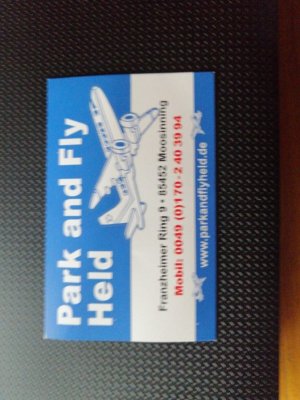 Park and Fly
Held
Franzheimer Ring 9 • 85452 Moosinning
Mobil: 0049 (0)170 - 2 40 39 94
www.parkandflyheld.de